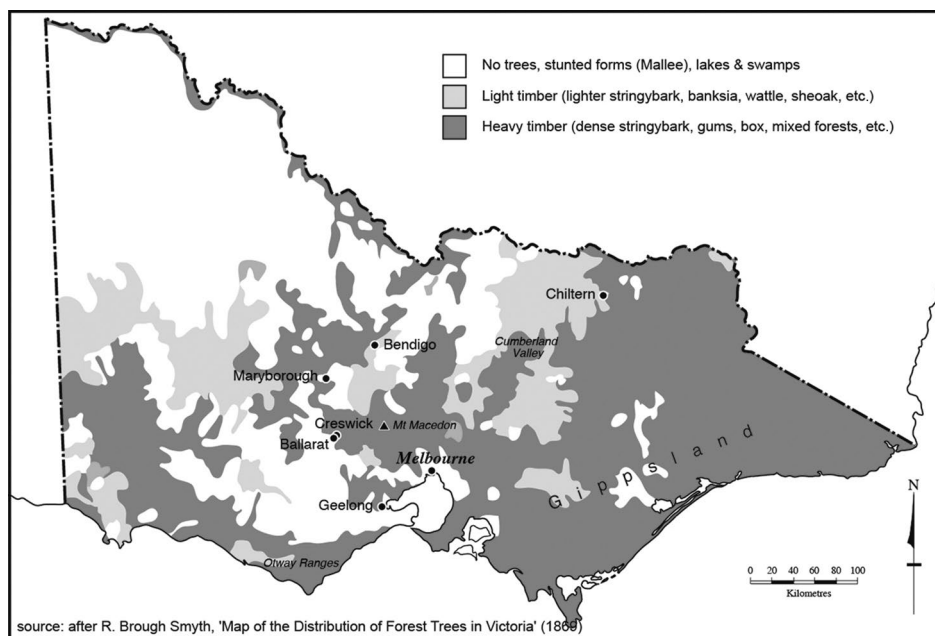 No trees, stunted forms (Mallee), lakes & swamps
Light timber (lighter stringybark, banksia, wattle, sheoak, etc.)
Heavy timber (dense stringybark, gums, box, mixed forests, etc.)
Chiltern
Bendigo
Cumberland
Valley
Maryborough
Creswick
Mt Macedon
Ballarat
Melbourne
Gippsland
Geelong
N
Otway Ranges
0 20 40 60 80 100
Kilometres
source: after R. Brough Smyth, 'Map of the Distribution of Forest Trees in Victoria' (1869)